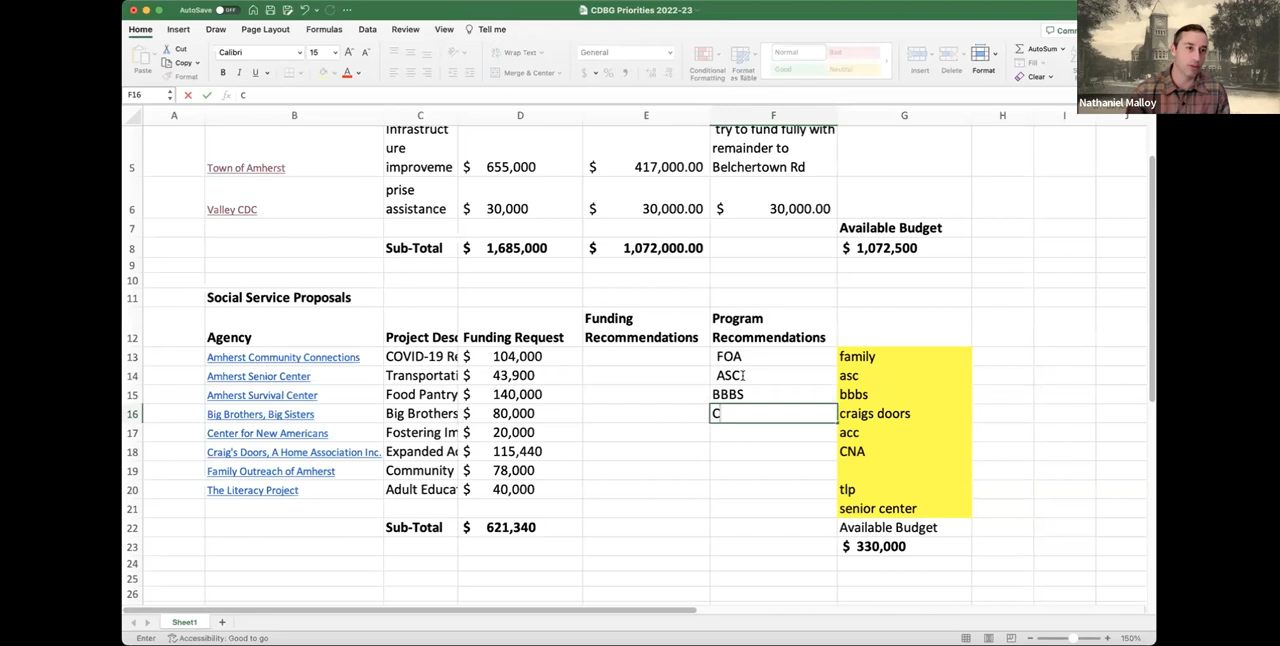 AutoSave OFF
CDBG Priorities 2022-23
Home Insert Draw Page Layout Formulas Data Review View Tell me
Paste
Cut
Copy
Format
Calibri 15
B I U
Wrap Text
Merge & Center
General
$ %
Conditional Formatting
Format as Table
Normal Bad
Good Neutral
Insert Delete Format
AutoSum
Fill
Clear
Nathaniel Malloy
F16 fx C
A B C D E F G H I
5 Town of Amherst Infrastruct ure improveme $ 655,000 $ 417,000.00 try to fund fully with remainder to Belchertown Rd
6 Valley CDC prise assistance $ 30,000 $ 30,000.00 $ 30,000.00
7 Available Budget
8 Sub-Total $ 1,685,000 $ 1,072,000.00 $ 1,072,500
9
10
11 Social Service Proposals
12 Agency Project Desc Funding Request Funding Recommendations Program Recommendations
13 Amherst Community Connections COVID-19 Re $ 104,000 FOA family
14 Amherst Senior Center Transportati $ 43,900 ASC asc
15 Amherst Survival Center Food Pantry $ 140,000 BBBS bbbs
16 Big Brothers, Big Sisters Big Brothers $ 80,000 C craigs doors
17 Center for New Americans Fostering Im $ 20,000 acc
18 Craig's Doors, A Home Association Inc. Expanded Ac $ 115,440 CNA
19 Family Outreach of Amherst Community $ 78,000
20 The Literacy Project Adult Educa $ 40,000 tlp
21 senior center
22 Sub-Total $ 621,340 Available Budget
23 $ 330,000
24
25
26
Sheet1 +
Enter Accessibility: Good to go 150%